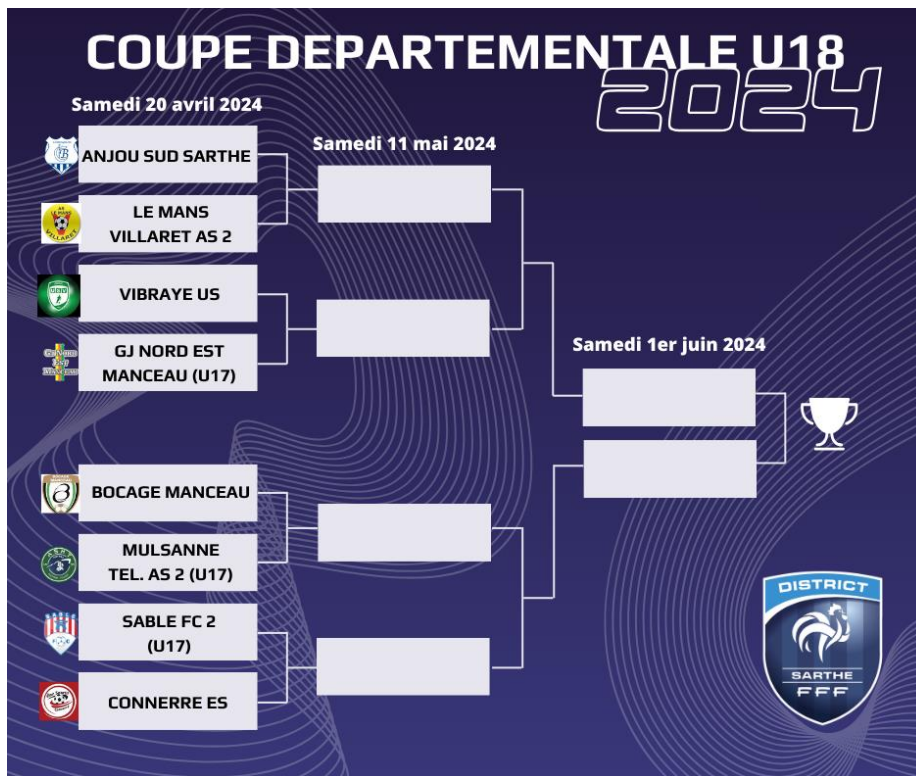 COUPE DEPARTEMENTALE U18
2024
Samedi 20 avril 2024
ANJOU SUD SARTHE
LE MANS
VILLARET AS 2
VIBRAYE US
GJ NORD EST
MANCEAU (U17)
BOCAGE MANCEAU
MULSANNE
TEL. AS 2 (U17)
SABLE FC 2
(U17)
CONNERRE ES
Samedi 11 mai 2024
Samedi 1er juin 2024
DISTRICT
SARTHE
FFF